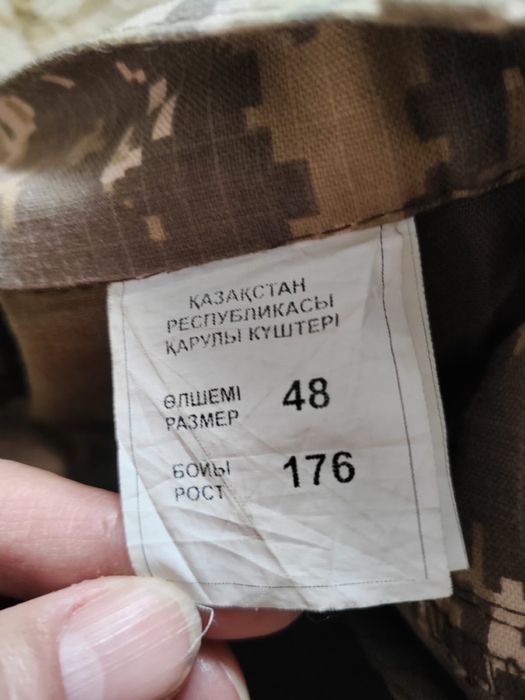 ҚАЗАҚСТАН
РЕСПУБЛИКАСЫ
ҚАРУЛЫ КҮШТЕРІ
ӨЛШЕМІ 48
РАЗМЕР
БОЙЫ 176
РОСТ